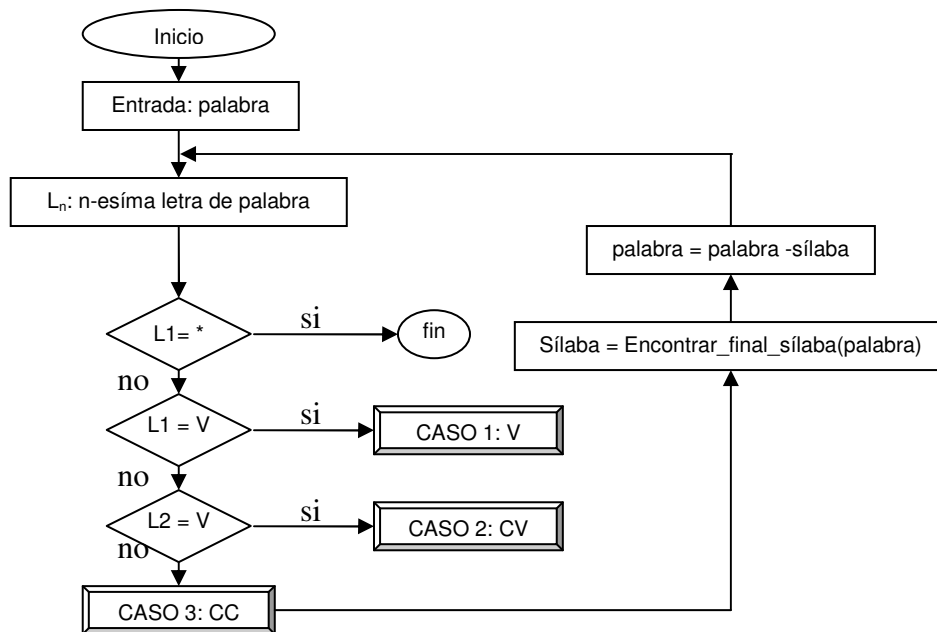 Inicio
Entrada: palabra
Lₙ: n-esíma letra de palabra
L1= *
si
fin
no
L1 = V
si
CASO 1: V
no
L2 = V
si
CASO 2: CV
no
CASO 3: CC
palabra = palabra -sílaba
Sílaba = Encontrar_final_sílaba(palabra)